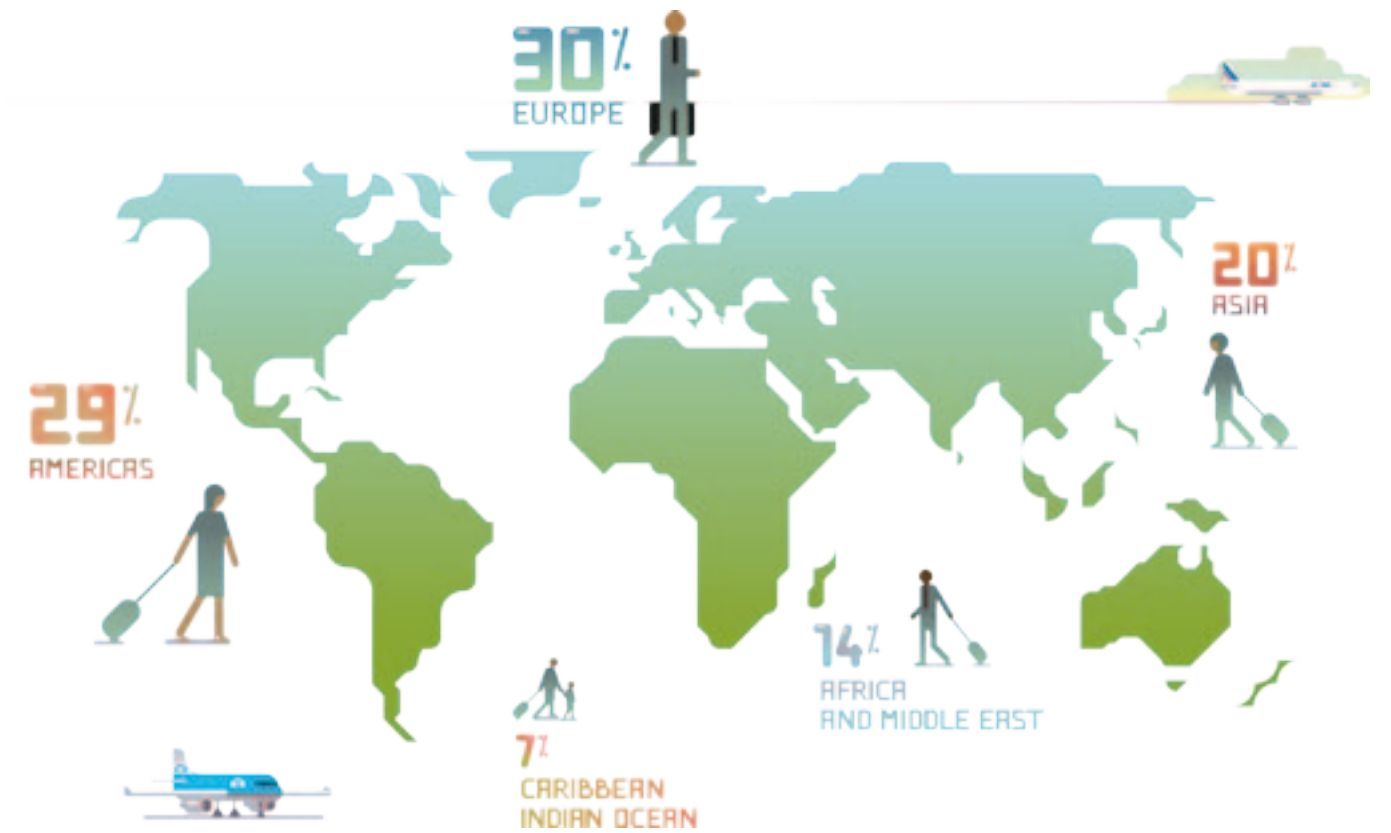 30%
EUROPE
20%
ASIA
29%
AMERICAS
14%
AFRICA
AND MIDDLE EAST
7%
CARIBBEAN
INDIAN OCEAN